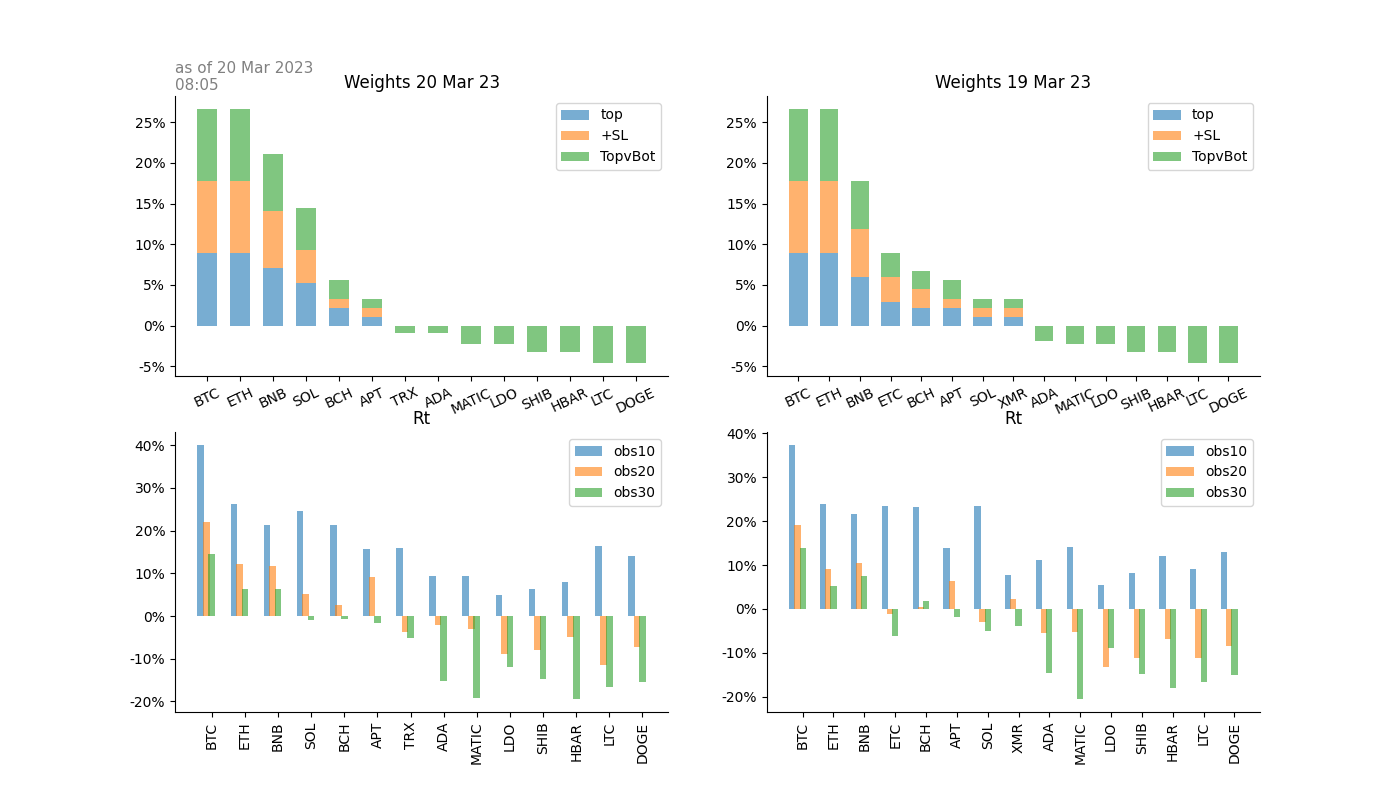 as of 20 Mar 2023
08:05
Weights 20 Mar 23
25%
20%
15%
10%
5%
0%
-5%
top
+SL
TopvBot
BTC ETH BNB SOL BCH APT TRX ADA MATIC LDO SHIB HBAR LTC DOGE
Weights 19 Mar 23
25%
20%
15%
10%
5%
0%
-5%
top
+SL
TopvBot
BTC ETH BNB ETC BCH APT SOL XMR ADA MATIC LDO SHIB HBAR LTC DOGE
Rt
40%
30%
20%
10%
0%
-10%
-20%
obs10
obs20
obs30
BTC ETH BNB SOL BCH APT TRX ADA MATIC LDO SHIB HBAR LTC DOGE
Rt
40%
30%
20%
10%
0%
-10%
-20%
obs10
obs20
obs30
BTC ETH BNB ETC BCH APT SOL XMR ADA MATIC LDO SHIB HBAR LTC DOGE